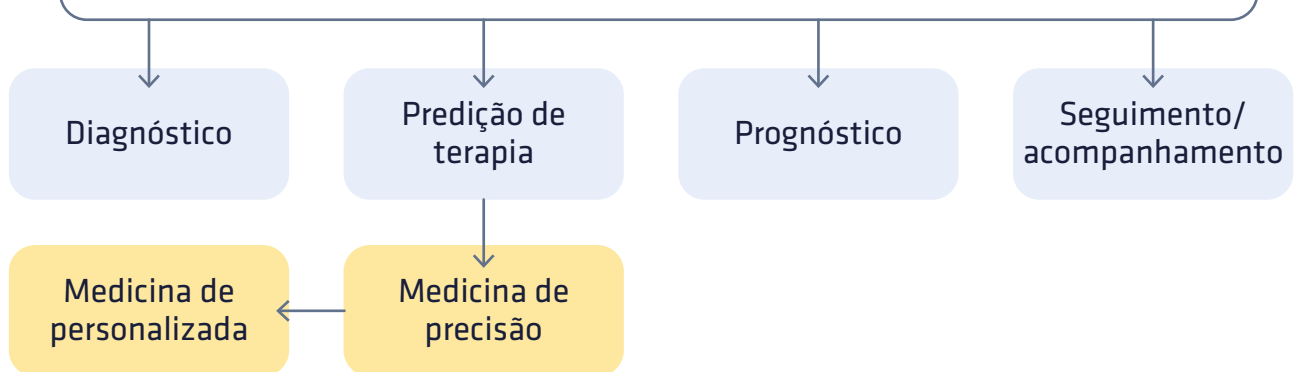 Diagnóstico
Predição de
terapia
Prognóstico
Seguimento/
acompanhamento
Medicina de
personalizada
Medicina de
precisão